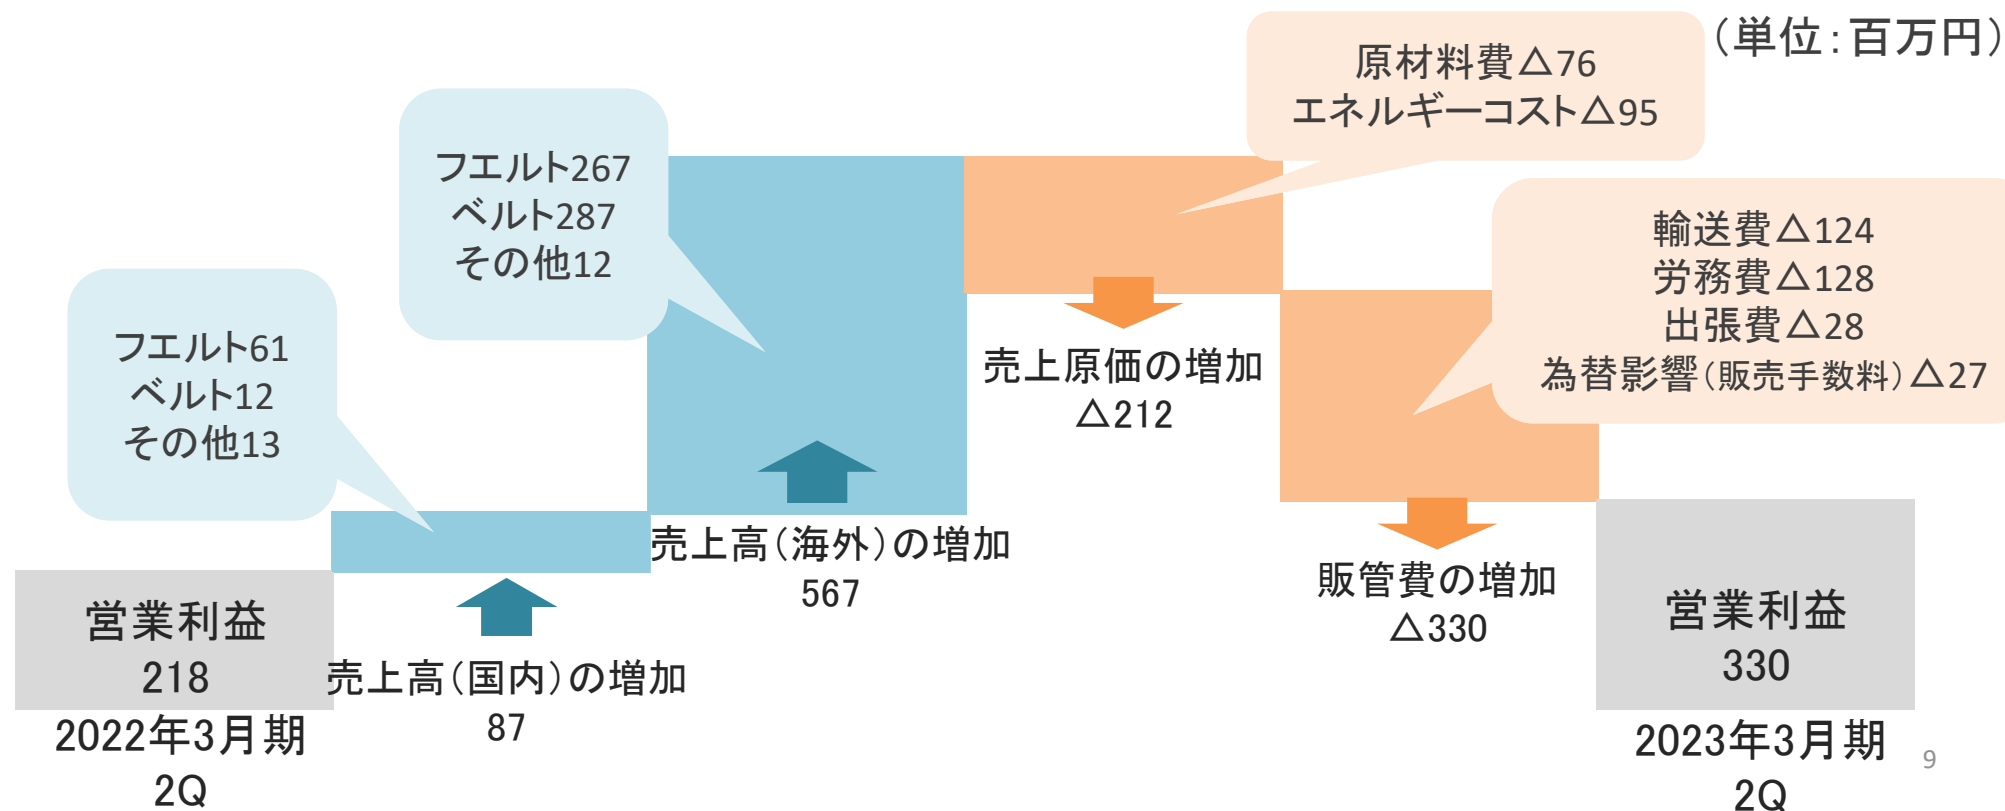 (単位:百万円)
原材料費△76
エネルギーコスト△95
フエルト267
ベルト287
その他12
輸送費△124
労務費△128
出張費△28
為替影響(販売手数料)△27
フエルト61
ベルト12
その他13
売上原価の増加
△212
売上高(海外)の増加
567
販管費の増加
△330
営業利益
218
2022年3月期
2Q
売上高(国内)の増加
87
営業利益
330
2023年3月期
2Q
9